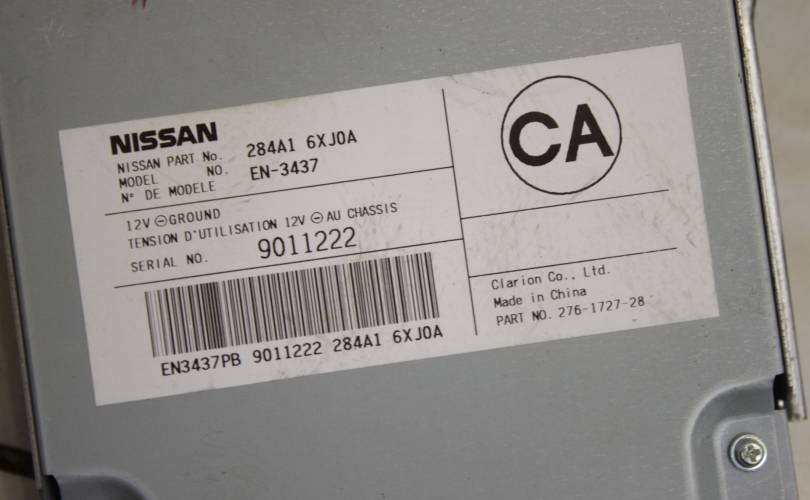 NISSAN
NISSAN PART No. 284A1 6XJ0A
MODEL NO. EN-3437
N° DE MODELE
12V ⊖ GROUND
TENSION D'UTILISATION 12V ⊖ AU CHASSIS
SERIAL NO. 9011222
EN3437PB 9011222 284A1 6XJ0A
CA
Clarion Co., Ltd.
Made in China
PART NO. 276-1727-28